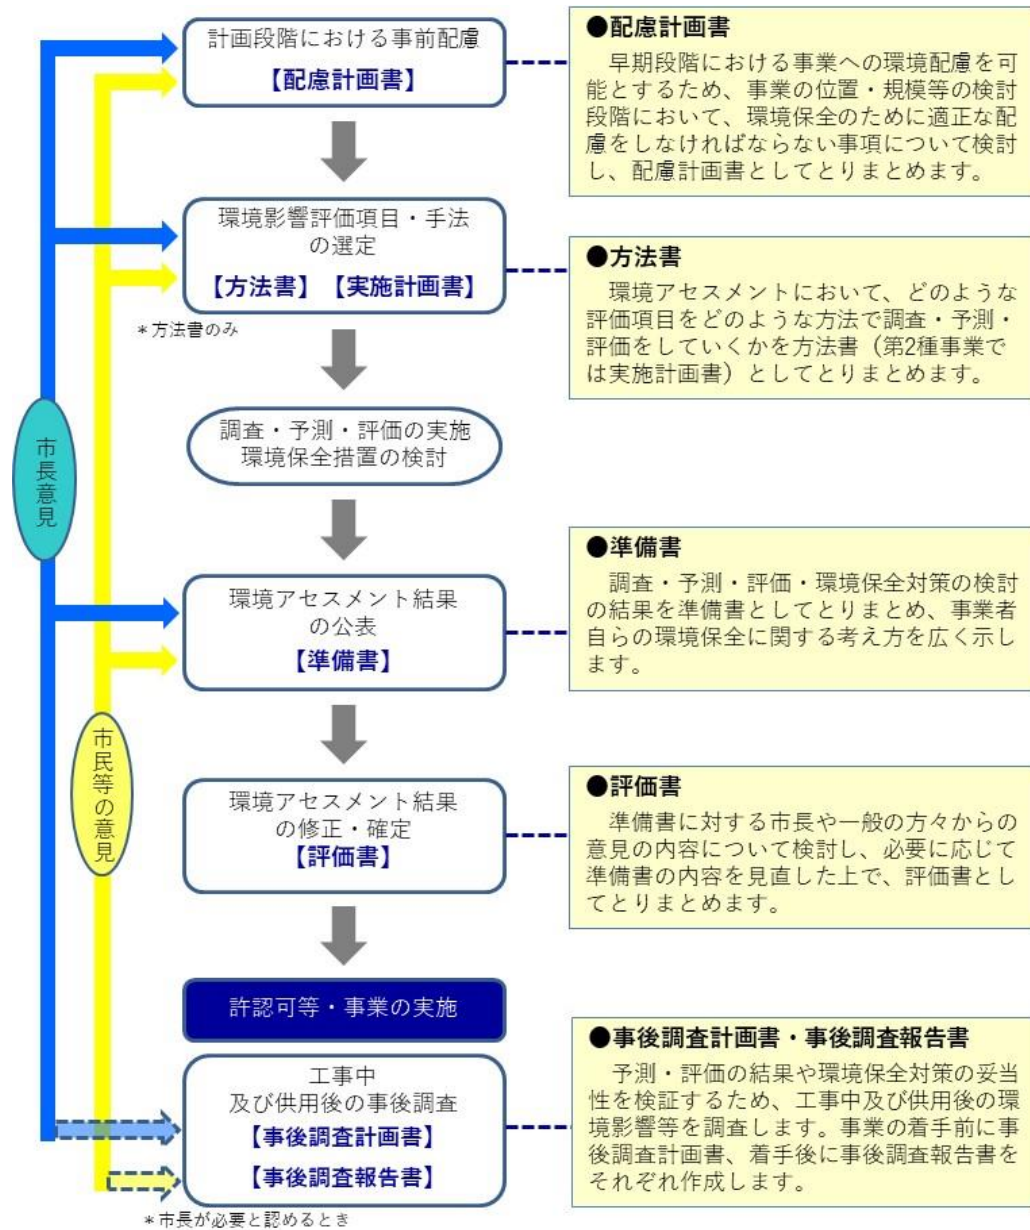 計画段階における事前配慮
【配慮計画書】
●配慮計画書
早期段階における事業への環境配慮を可
能とするため、事業の位置・規模等の検討
段階において、環境保全のために適正な配
慮をしなければならない事項について検討
し、配慮計画書としてとりまとめます。
環境影響評価項目・手法
の選定
【方法書】【実施計画書】
＊方法書のみ
●方法書
環境アセスメントにおいて、どのような
評価項目をどのような方法で調査・予測・
評価をしていくかを方法書（第2種事業で
は実施計画書）としてとりまとめます。
調査・予測・評価の実施
環境保全措置の検討
市長意見
環境アセスメント結果
の公表
【準備書】
●準備書
調査・予測・評価・環境保全対策の検討
の結果を準備書としてとりまとめ、事業者
自らの環境保全に関する考え方を広く示
します。
市民等の意見
環境アセスメント結果
の修正・確定
【評価書】
●評価書
準備書に対する市長や一般の方々からの
意見の内容について検討し、必要に応じて
準備書の内容を見直した上で、評価書とし
てとりまとめます。
許認可等・事業の実施
工事中
及び供用後の事後調査
【事後調査計画書】
【事後調査報告書】
＊市長が必要と認めるとき
●事後調査計画書・事後調査報告書
予測・評価の結果や環境保全対策の妥当
性を検証するため、工事中及び供用後の環
境影響等を調査します。事業の着手前に事
後調査計画書、着手後に事後調査報告書を
それぞれ作成します。